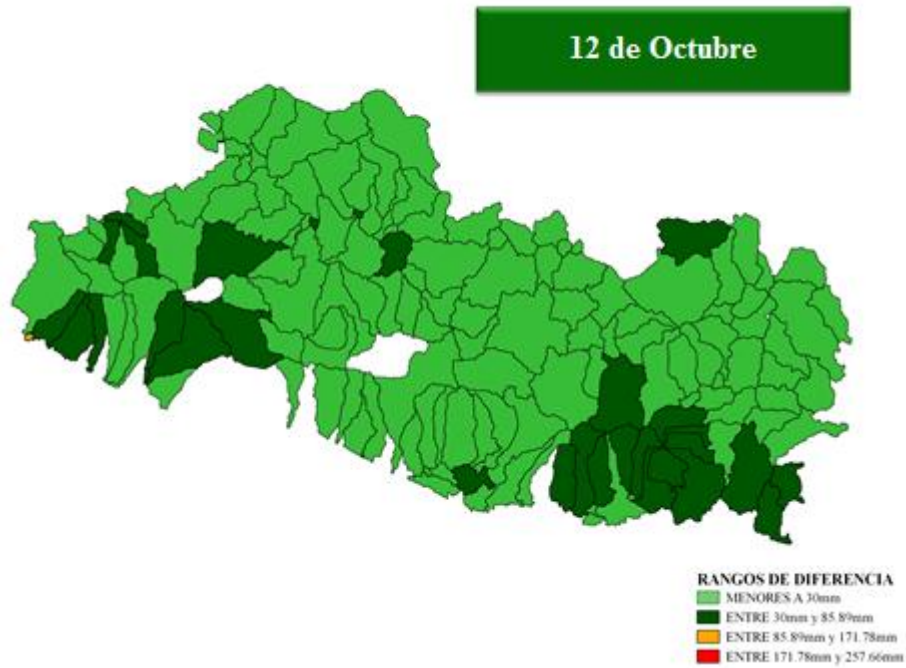 12 de Octubre
RANGOS DE DIFERENCIA
MENORES A 30mm
ENTRE 30mm y 85.89mm
ENTRE 85.89mm y 171.78mm
ENTRE 171.78mm y 257.66mm